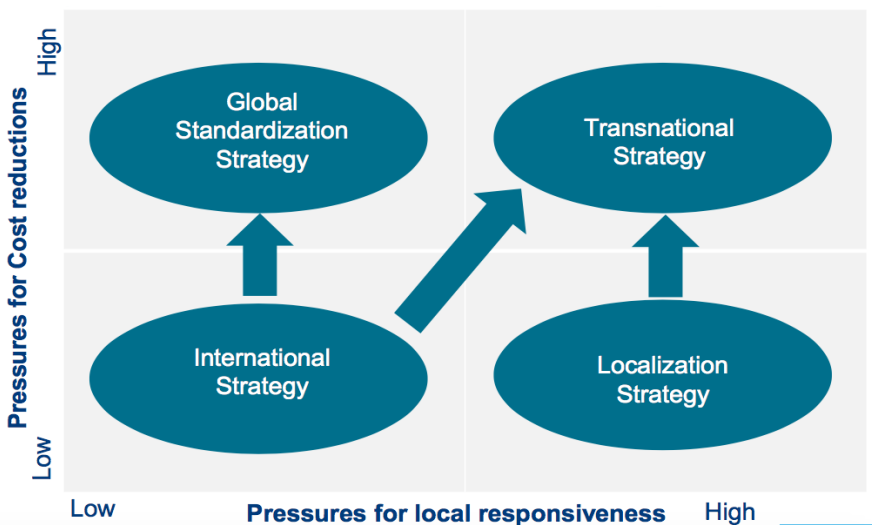 High
Global
Standardization
Strategy
Transnational
Strategy
Pressures for Cost reductions
International
Strategy
Localization
Strategy
Low
Low
Pressures for local responsiveness
High